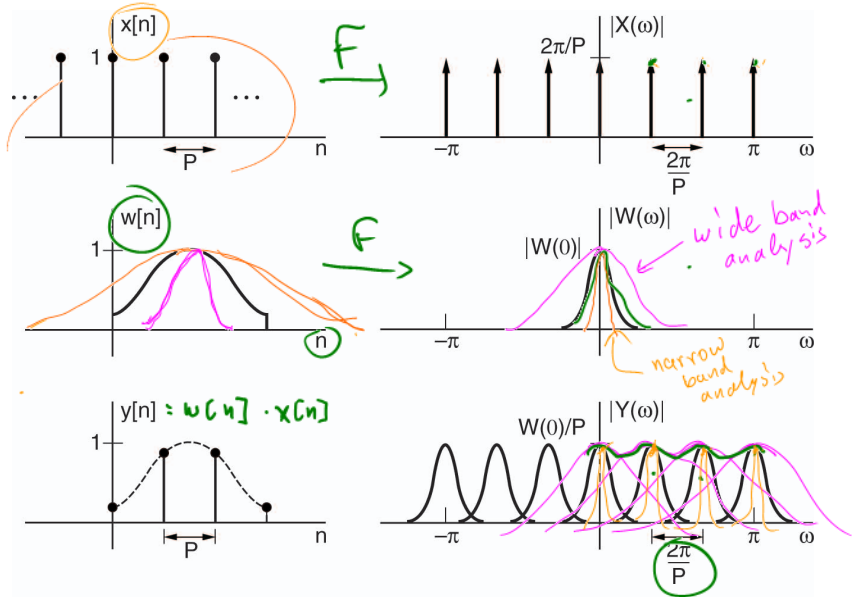 x[n]
1
...
...
P
n
F
|X(ω)|
2π/P
−π
π
ω
2π
P
w[n]
1
n
F
|W(ω)|
|W(0)|
−π
π
ω
wide band
analysis
narrow
band
analysis
y[n] = w[n] · x[n]
1
P
n
|Y(ω)|
W(0)/P
−π
π
ω
2π
P